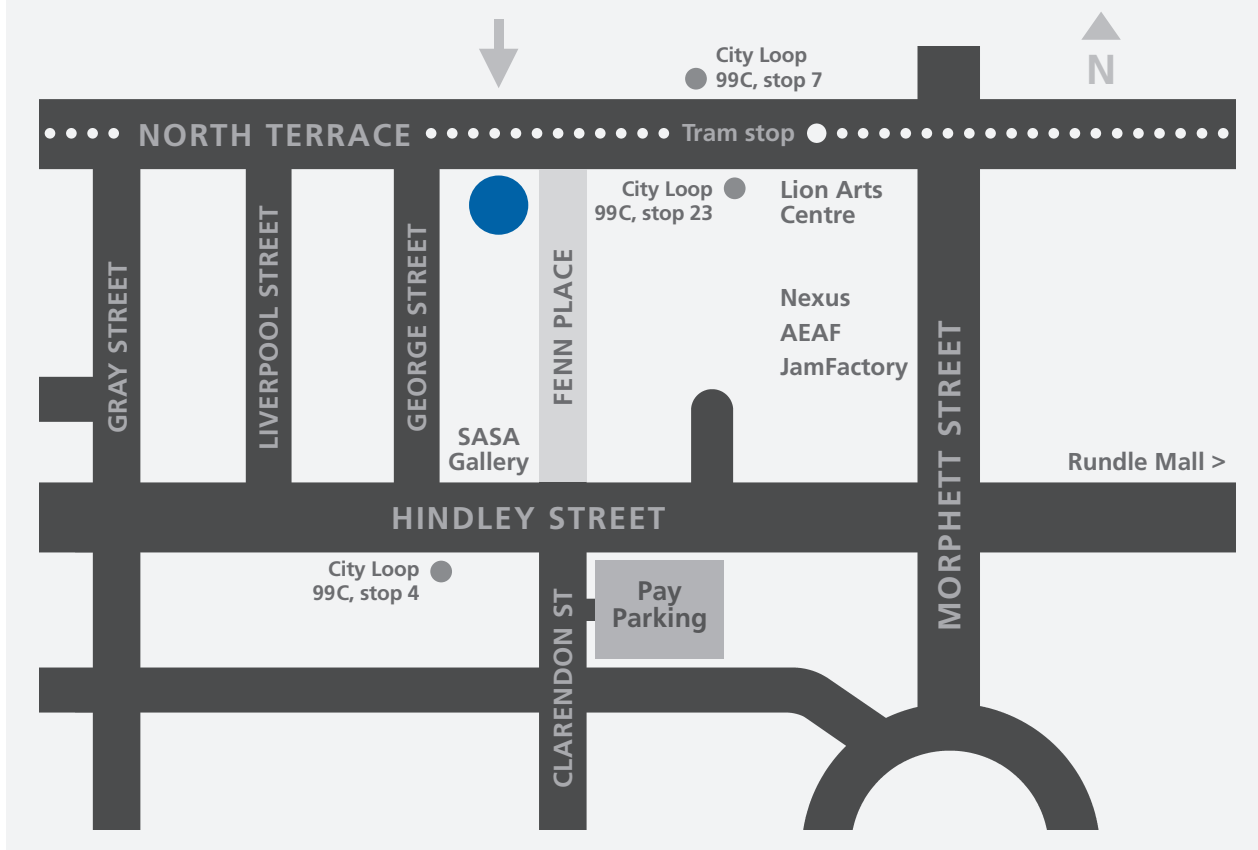 City Loop
99C, stop 7
N
NORTH TERRACE
Tram stop
City Loop
99C, stop 23
Lion Arts
Centre
GRAY STREET
LIVERPOOL STREET
GEORGE STREET
FENN PLACE
Nexus
AEAF
JamFactory
MORPHETT STREET
SASA
Gallery
Rundle Mall >
HINDLEY STREET
City Loop
99C, stop 4
CLARENDON ST
Pay
Parking